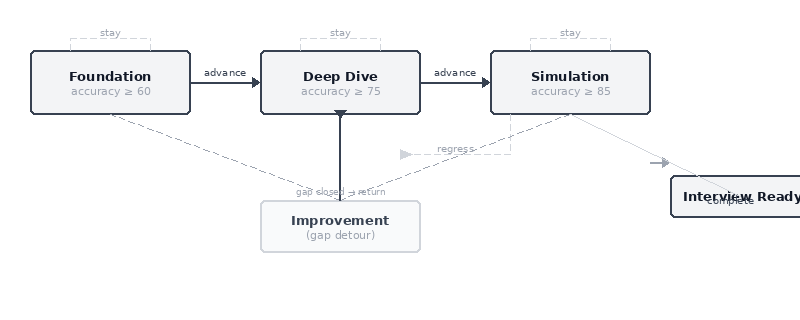 stay
stay
stay
Foundation
accuracy ≥ 60
advance
Deep Dive
accuracy ≥ 75
advance
Simulation
accuracy ≥ 85
regress
gap closed → return
Improvement
(gap detour)
Interview Ready
complete